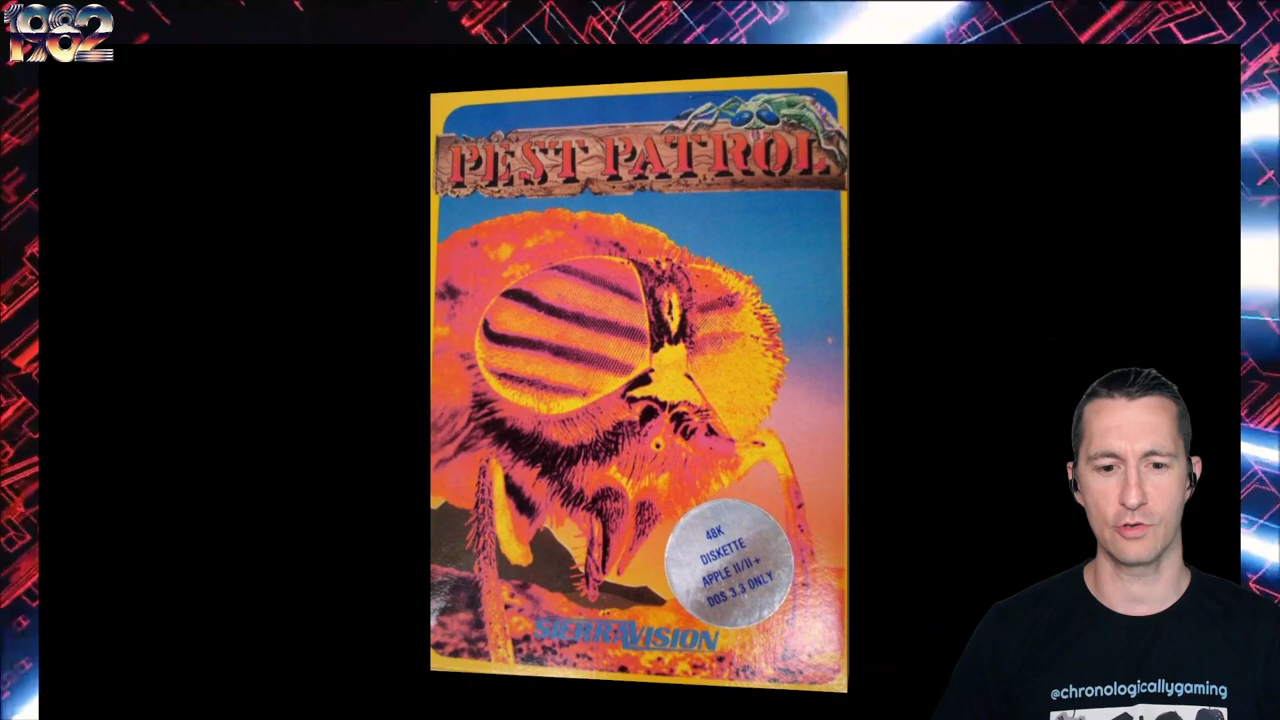 1982
PEST PATROL
48K
DISKETTE
APPLE II/II+
DOS 3.3 ONLY
SIERRAVISION
@chronologicallygaming